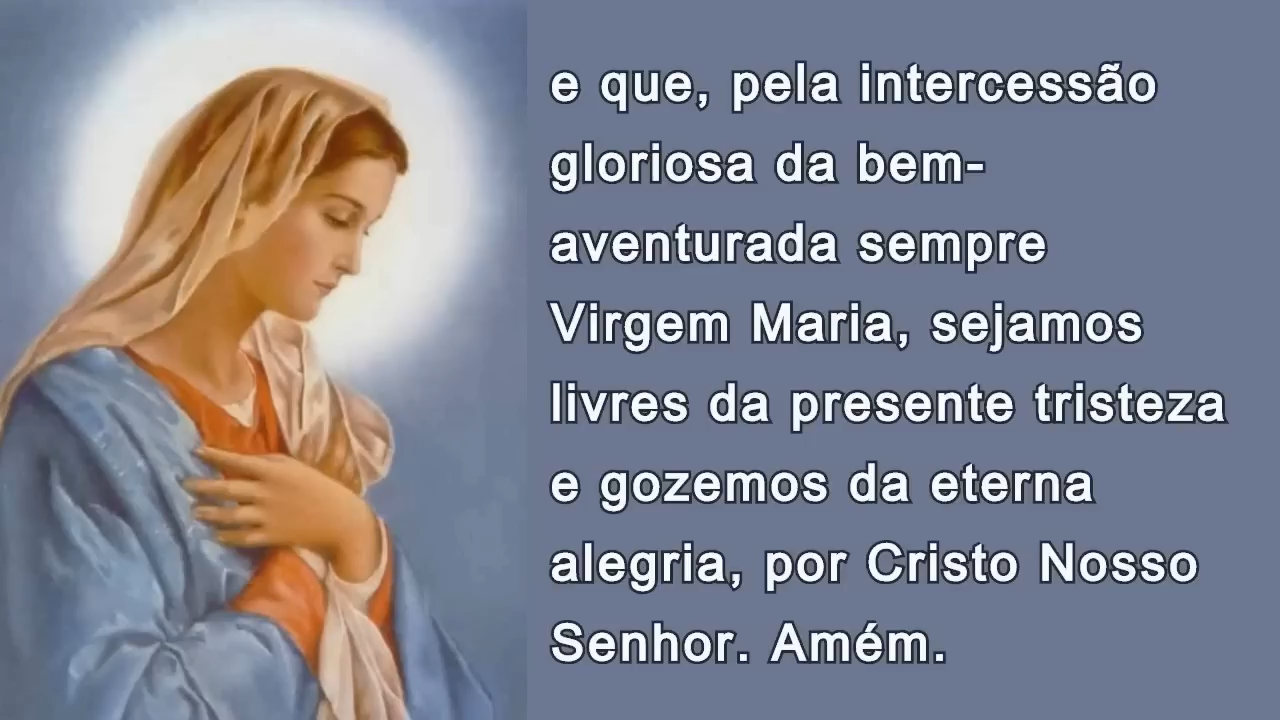 e que, pela intercessão
gloriosa da bem-
aventurada sempre
Virgem Maria, sejamos
livres da presente tristeza
e gozemos da eterna
alegria, por Cristo Nosso
Senhor. Amém.